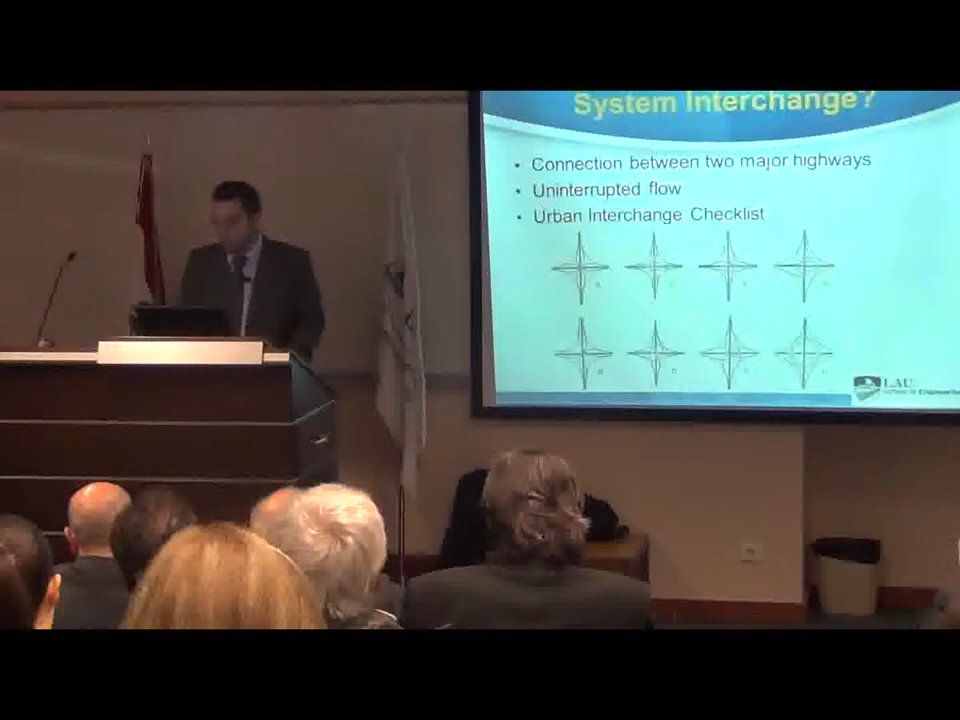 System Interchange?
• Connection between two major highways
• Uninterrupted flow
• Urban Interchange Checklist
LAU